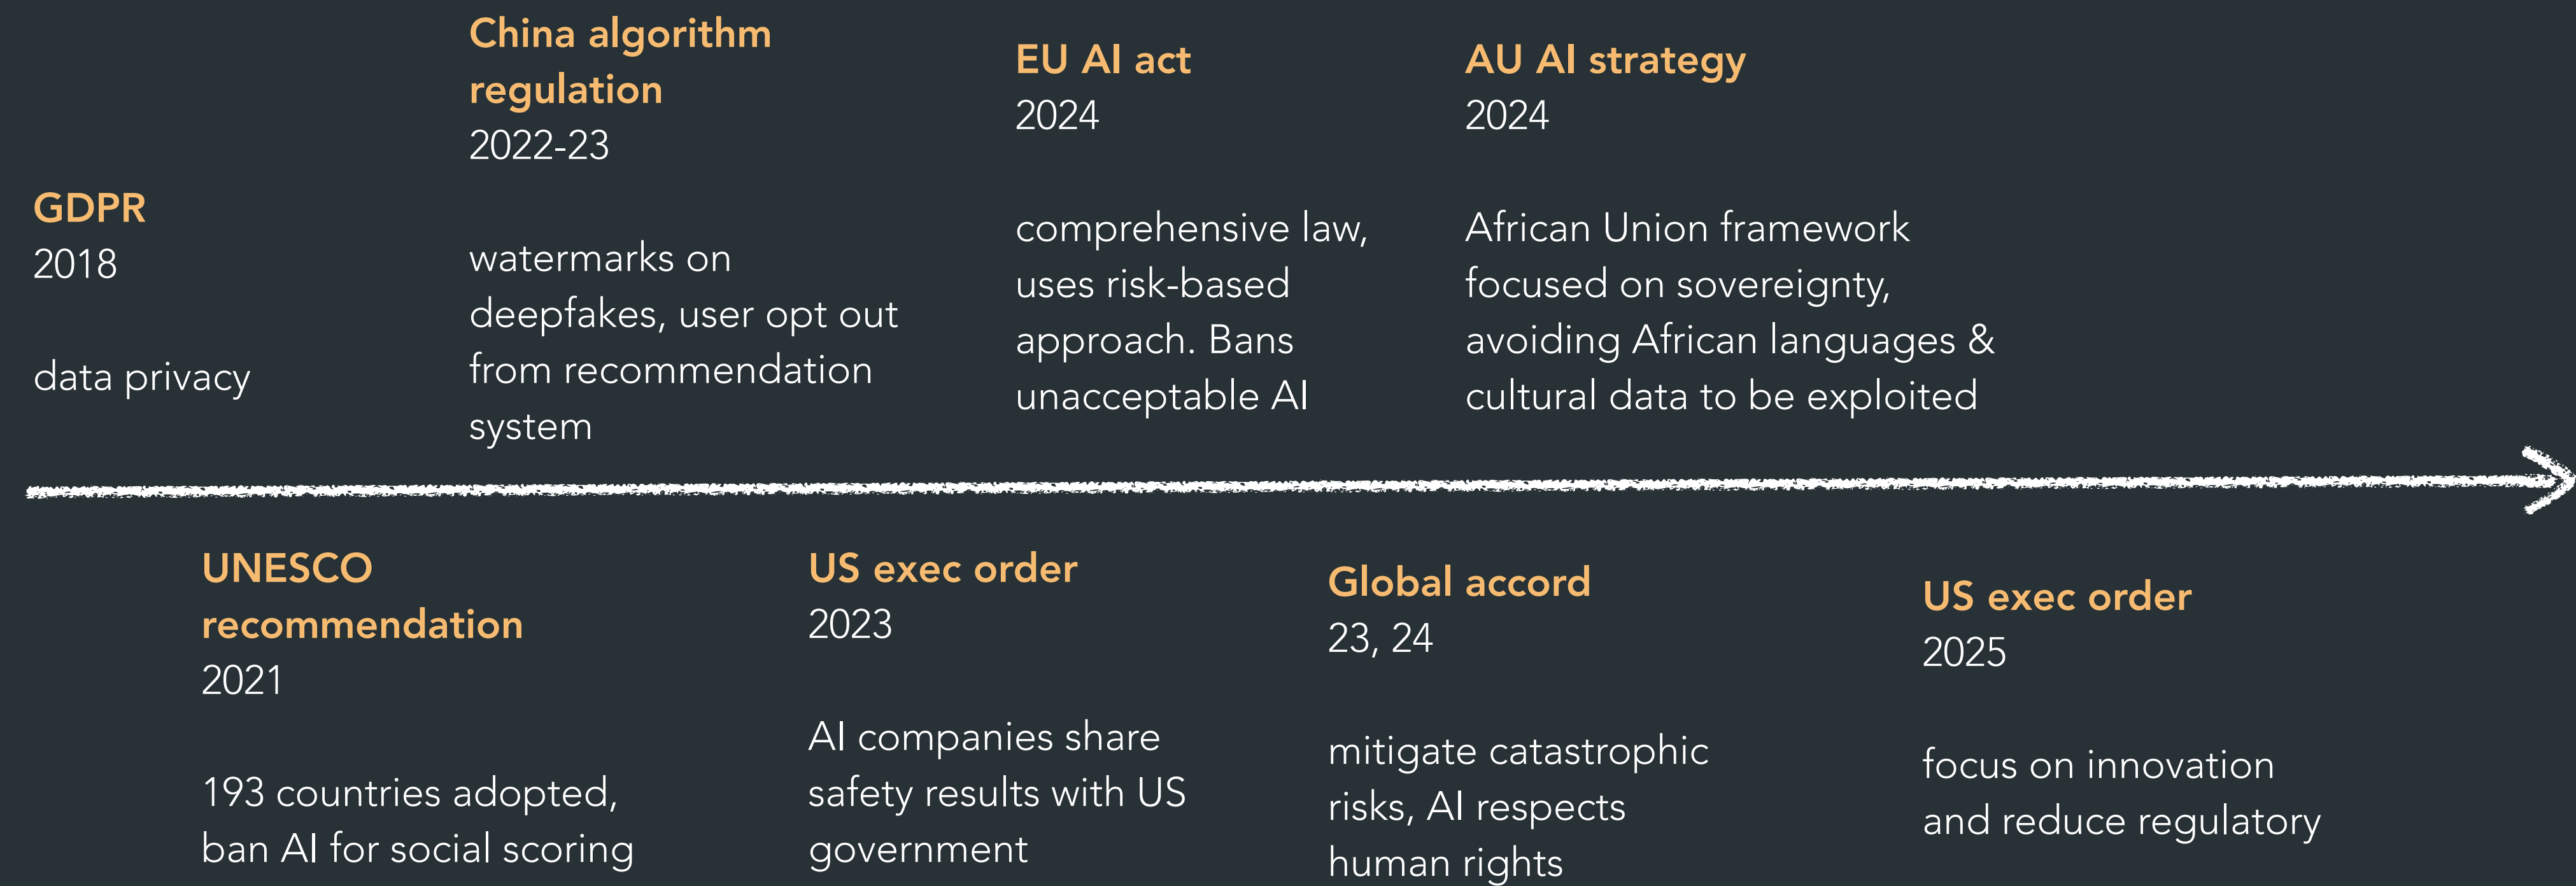 GDPR
2018
data privacy
China algorithm
regulation
2022-23
watermarks on
deepfakes, user opt out
from recommendation
system
EU AI act
2024
comprehensive law,
uses risk-based
approach. Bans
unacceptable AI
AU AI strategy
2024
African Union framework
focused on sovereignty,
avoiding African languages &
cultural data to be exploited
UNESCO
recommendation
2021
193 countries adopted,
ban AI for social scoring
US exec order
2023
AI companies share
safety results with US
government
Global accord
23, 24
mitigate catastrophic
risks, AI respects
human rights
US exec order
2025
focus on innovation
and reduce regulatory